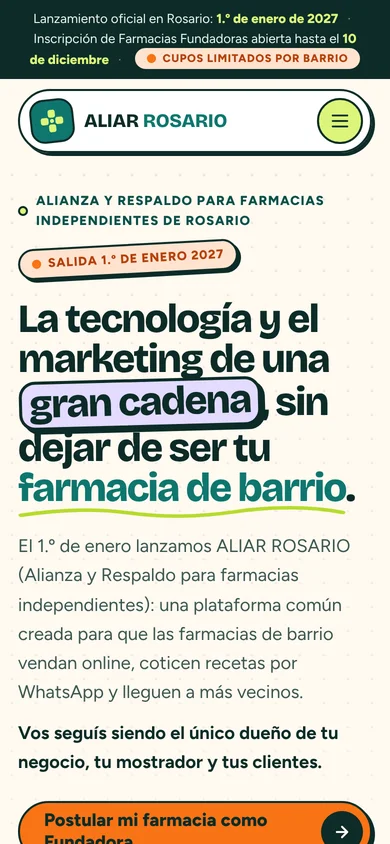 Lanzamiento oficial en Rosario: 1.º de enero de 2027 ·
Inscripción de Farmacias Fundadoras abierta hasta el 10
de diciembre · CUPOS LIMITADOS POR BARRIO
ALIAR ROSARIO
ALIANZA Y RESPALDO PARA FARMACIAS
INDEPENDIENTES DE ROSARIO
SALIDA 1.º DE ENERO 2027
La tecnología y el
marketing de una
gran cadena, sin
dejar de ser tu
farmacia de barrio.
El 1.º de enero lanzamos ALIAR ROSARIO
(Alianza y Respaldo para farmacias
independientes): una plataforma común
creada para que las farmacias de barrio
vendan online, coticen recetas por
WhatsApp y lleguen a más vecinos.
Vos seguís siendo el único dueño de tu
negocio, tu mostrador y tus clientes.
Postular mi farmacia como
Fundadora